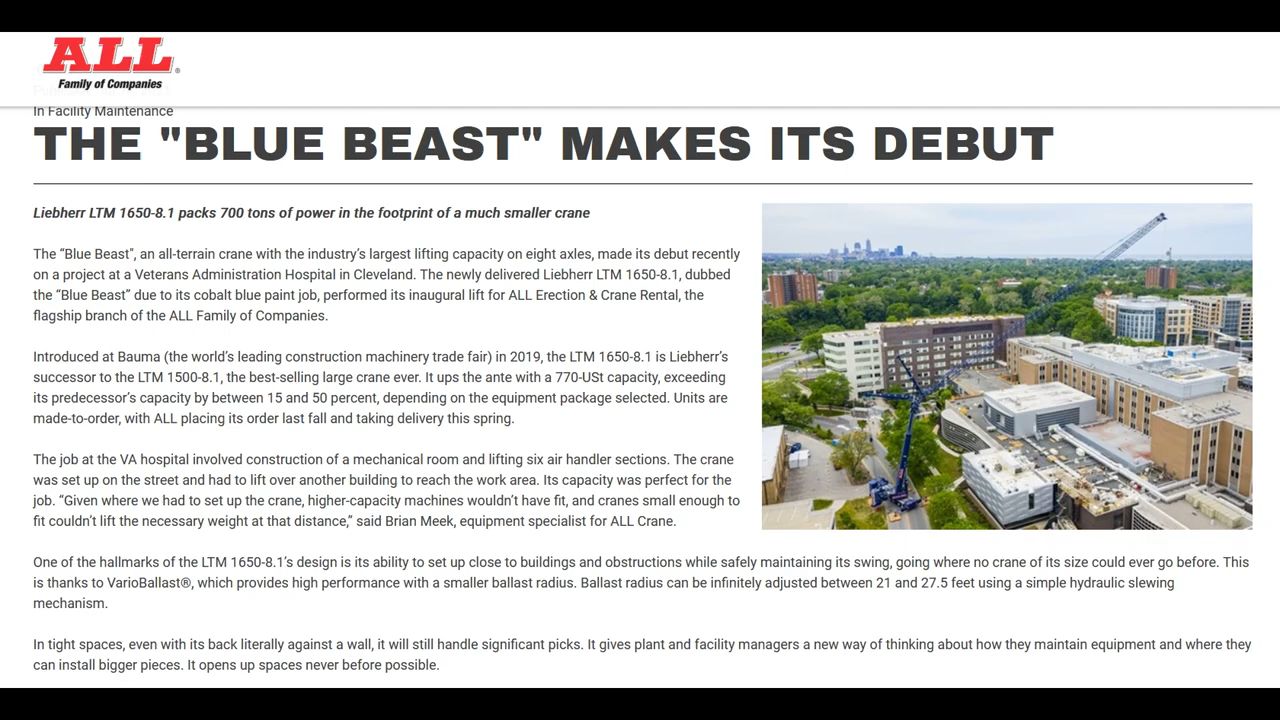 ALL®
Family of Companies
In Facility Maintenance
THE "BLUE BEAST" MAKES ITS DEBUT
Liebherr LTM 1650-8.1 packs 700 tons of power in the footprint of a much smaller crane
The “Blue Beast", an all-terrain crane with the industry’s largest lifting capacity on eight axles, made its debut recently
on a project at a Veterans Administration Hospital in Cleveland. The newly delivered Liebherr LTM 1650-8.1, dubbed
the “Blue Beast” due to its cobalt blue paint job, performed its inaugural lift for ALL Erection & Crane Rental, the
flagship branch of the ALL Family of Companies.
Introduced at Bauma (the world’s leading construction machinery trade fair) in 2019, the LTM 1650-8.1 is Liebherr’s
successor to the LTM 1500-8.1, the best-selling large crane ever. It ups the ante with a 770-USt capacity, exceeding
its predecessor’s capacity by between 15 and 50 percent, depending on the equipment package selected. Units are
made-to-order, with ALL placing its order last fall and taking delivery this spring.
The job at the VA hospital involved construction of a mechanical room and lifting six air handler sections. The crane
was set up on the street and had to lift over another building to reach the work area. Its capacity was perfect for the
job. “Given where we had to set up the crane, higher-capacity machines wouldn’t have fit, and cranes small enough to
fit couldn’t lift the necessary weight at that distance,” said Brian Meek, equipment specialist for ALL Crane.
One of the hallmarks of the LTM 1650-8.1’s design is its ability to set up close to buildings and obstructions while safely maintaining its swing, going where no crane of its size could ever go before. This
is thanks to VarioBallast®, which provides high performance with a smaller ballast radius. Ballast radius can be infinitely adjusted between 21 and 27.5 feet using a simple hydraulic slewing
mechanism.
In tight spaces, even with its back literally against a wall, it will still handle significant picks. It gives plant and facility managers a new way of thinking about how they maintain equipment and where they
can install bigger pieces. It opens up spaces never before possible.